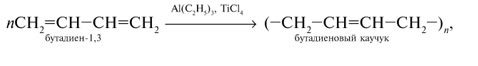 Al(C₂H₅)₃, TiCl₄
nCH₂=CH−CH=CH₂ ⟶ (−CH₂−CH=CH−CH₂−)ₙ,
бутадиен-1,3 бутадиеновый каучук